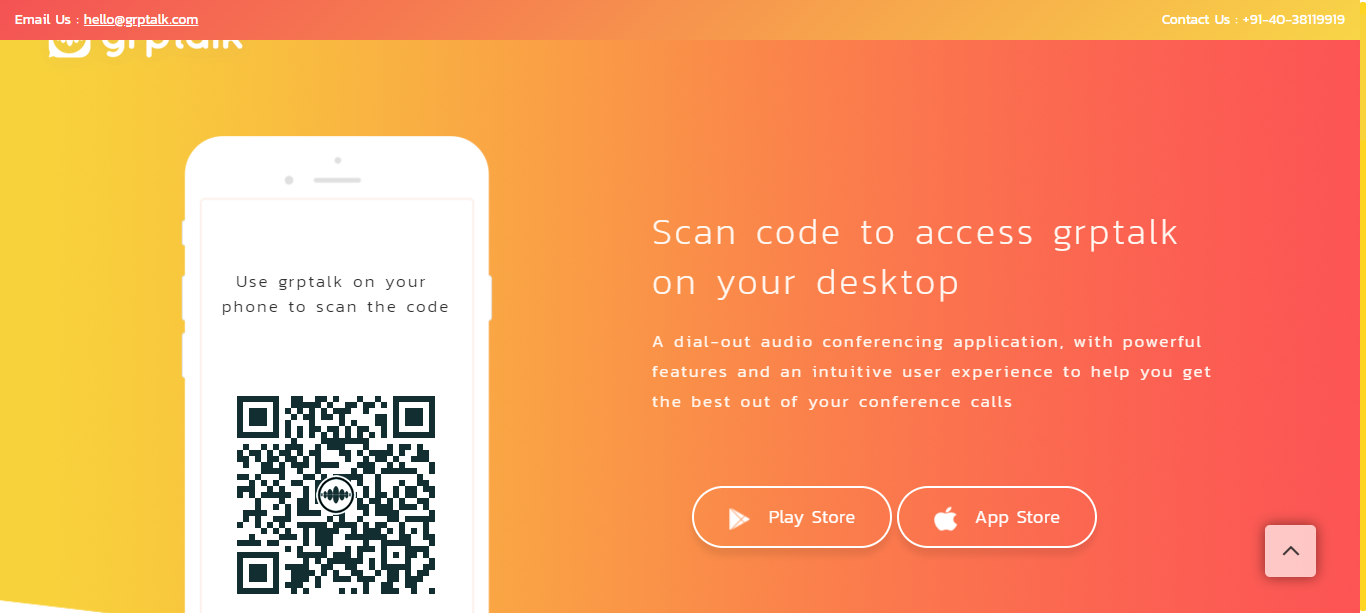 Email Us : hello@grptalk.com
Contact Us : +91-40-38119919
grptalk
Use grptalk on your
phone to scan the code
Scan code to access grptalk
on your desktop
A dial-out audio conferencing application, with powerful
features and an intuitive user experience to help you get
the best out of your conference calls
Play Store
App Store